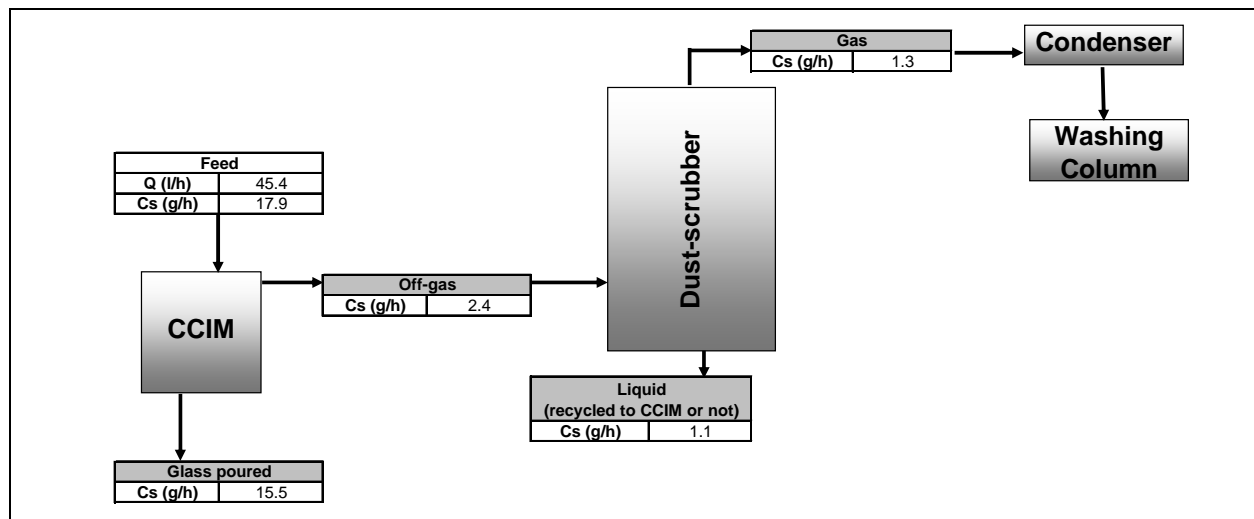 Gas
Cs (g/h) 1.3
Condenser
Washing
Column
Dust-scrubber
Feed
Q (l/h) 45.4
Cs (g/h) 17.9
Off-gas
Cs (g/h) 2.4
CCIM
Liquid
(recycled to CCIM or not)
Cs (g/h) 1.1
Glass poured
Cs (g/h) 15.5